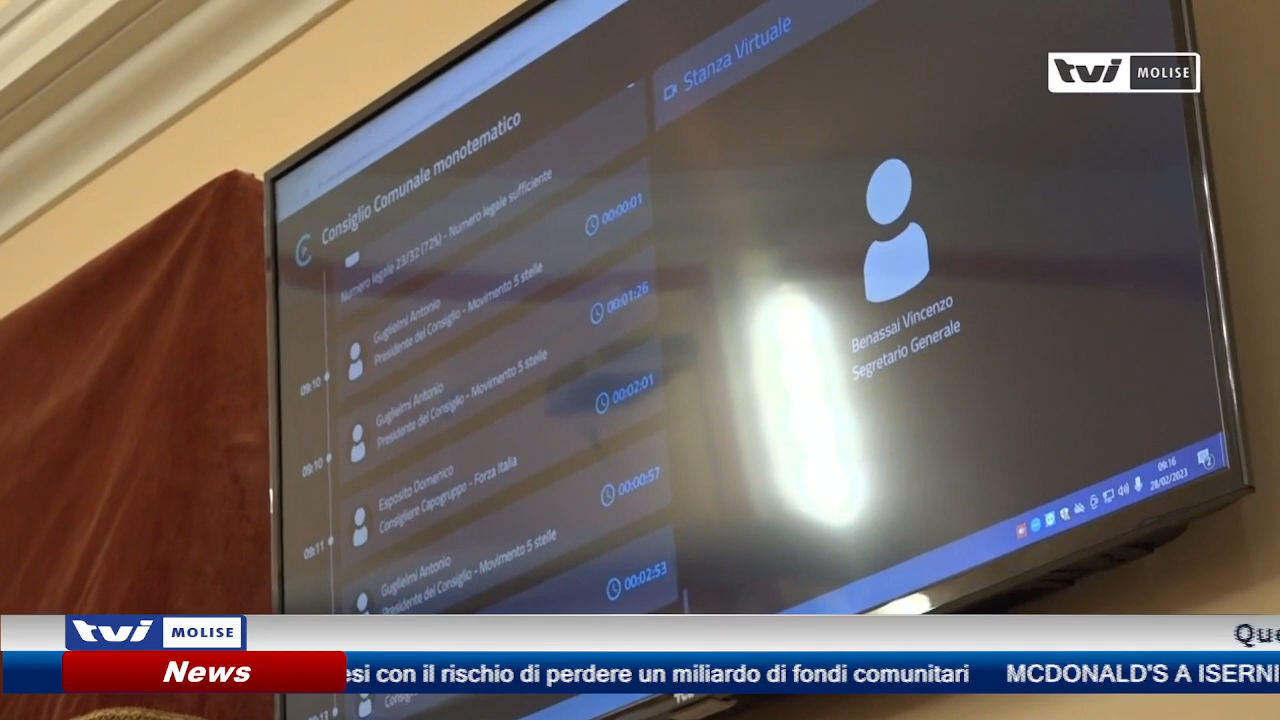 tvi MOLISE
Stanza Virtuale
Consiglio Comunale monotematico
Numero legale 23/32 (72%) - Numero legale sufficiente
00:00:01
09:10
Guglielmi Antonio
Presidente del Consiglio - Movimento 5 stelle
00:01:26
09:10
Guglielmi Antonio
Presidente del Consiglio - Movimento 5 stelle
00:02:01
09:11
Esposito Domenico
Consigliere Capogruppo - Forza Italia
00:00:57
Guglielmi Antonio
Presidente del Consiglio - Movimento 5 stelle
00:02:53
Benassai Vincenzo
Segretario Generale
09:16
28/02/2023
2
tvi MOLISE
News
esi con il rischio di perdere un miliardo di fondi comunitari MCDONALD'S A ISERNI